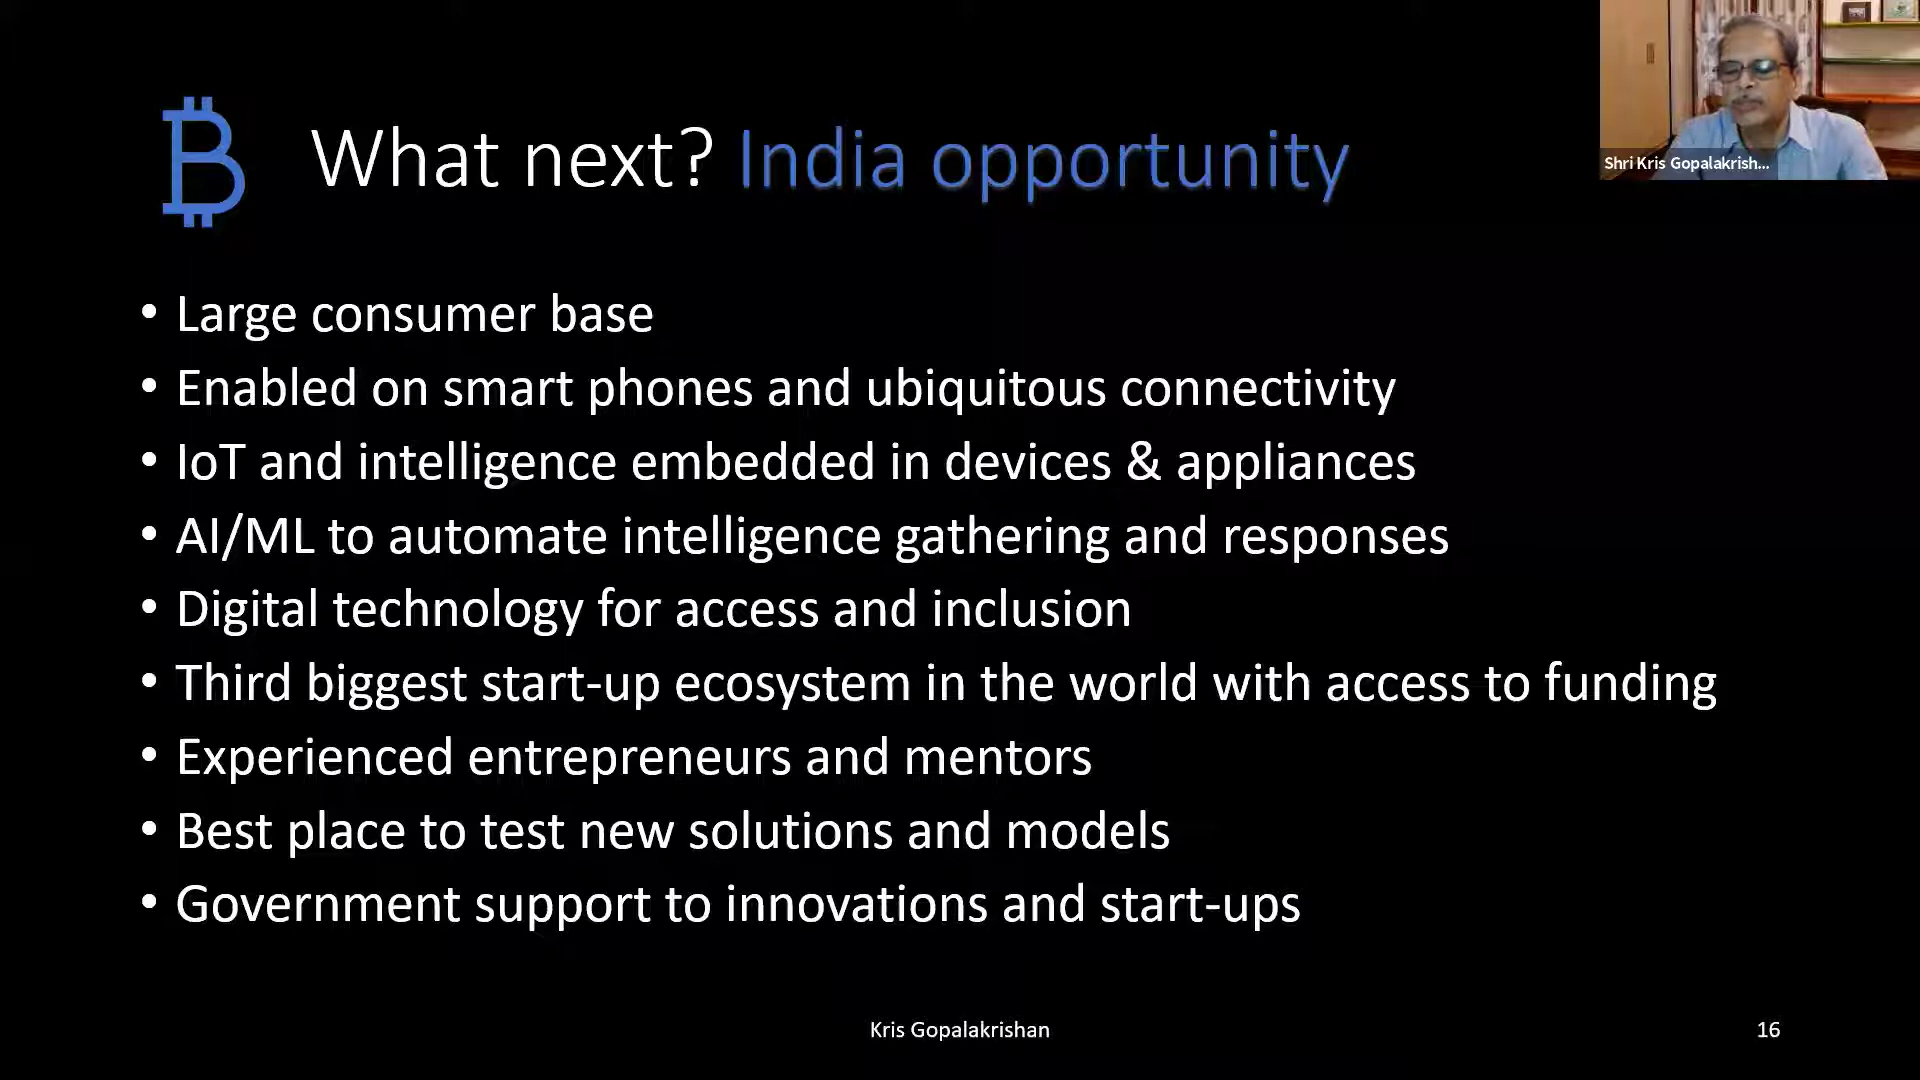 What next? India opportunity
Shri Kris Gopalakrish...
• Large consumer base
• Enabled on smart phones and ubiquitous connectivity
• IoT and intelligence embedded in devices & appliances
• AI/ML to automate intelligence gathering and responses
• Digital technology for access and inclusion
• Third biggest start-up ecosystem in the world with access to funding
• Experienced entrepreneurs and mentors
• Best place to test new solutions and models
• Government support to innovations and start-ups
Kris Gopalakrishan
16